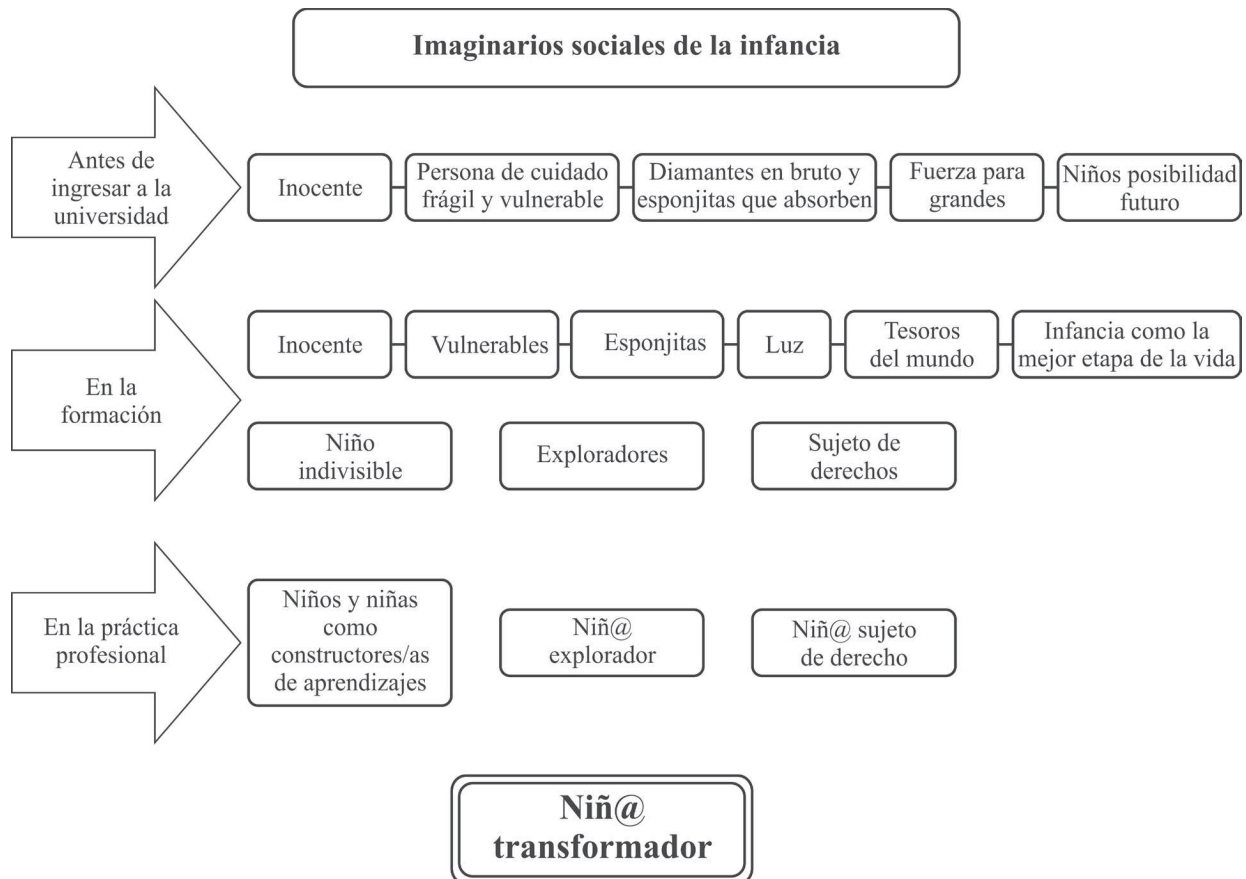 Imaginarios sociales de la infancia
Antes de
ingresar a la
universidad
Inocente
Persona de cuidado
frágil y vulnerable
Diamantes en bruto y
esponjitas que absorben
Fuerza para
grandes
Niños posibilidad
futuro
En la
formación
Inocente
Vulnerables
Esponjitas
Luz
Tesoros
del mundo
Infancia como la
mejor etapa de la vida
Niño
indivisible
Exploradores
Sujeto de
derechos
En la práctica
profesional
Niños y niñas
como
constructores/as
de aprendizajes
Niñ@
explorador
Niñ@ sujeto
de derecho
Niñ@
transformador